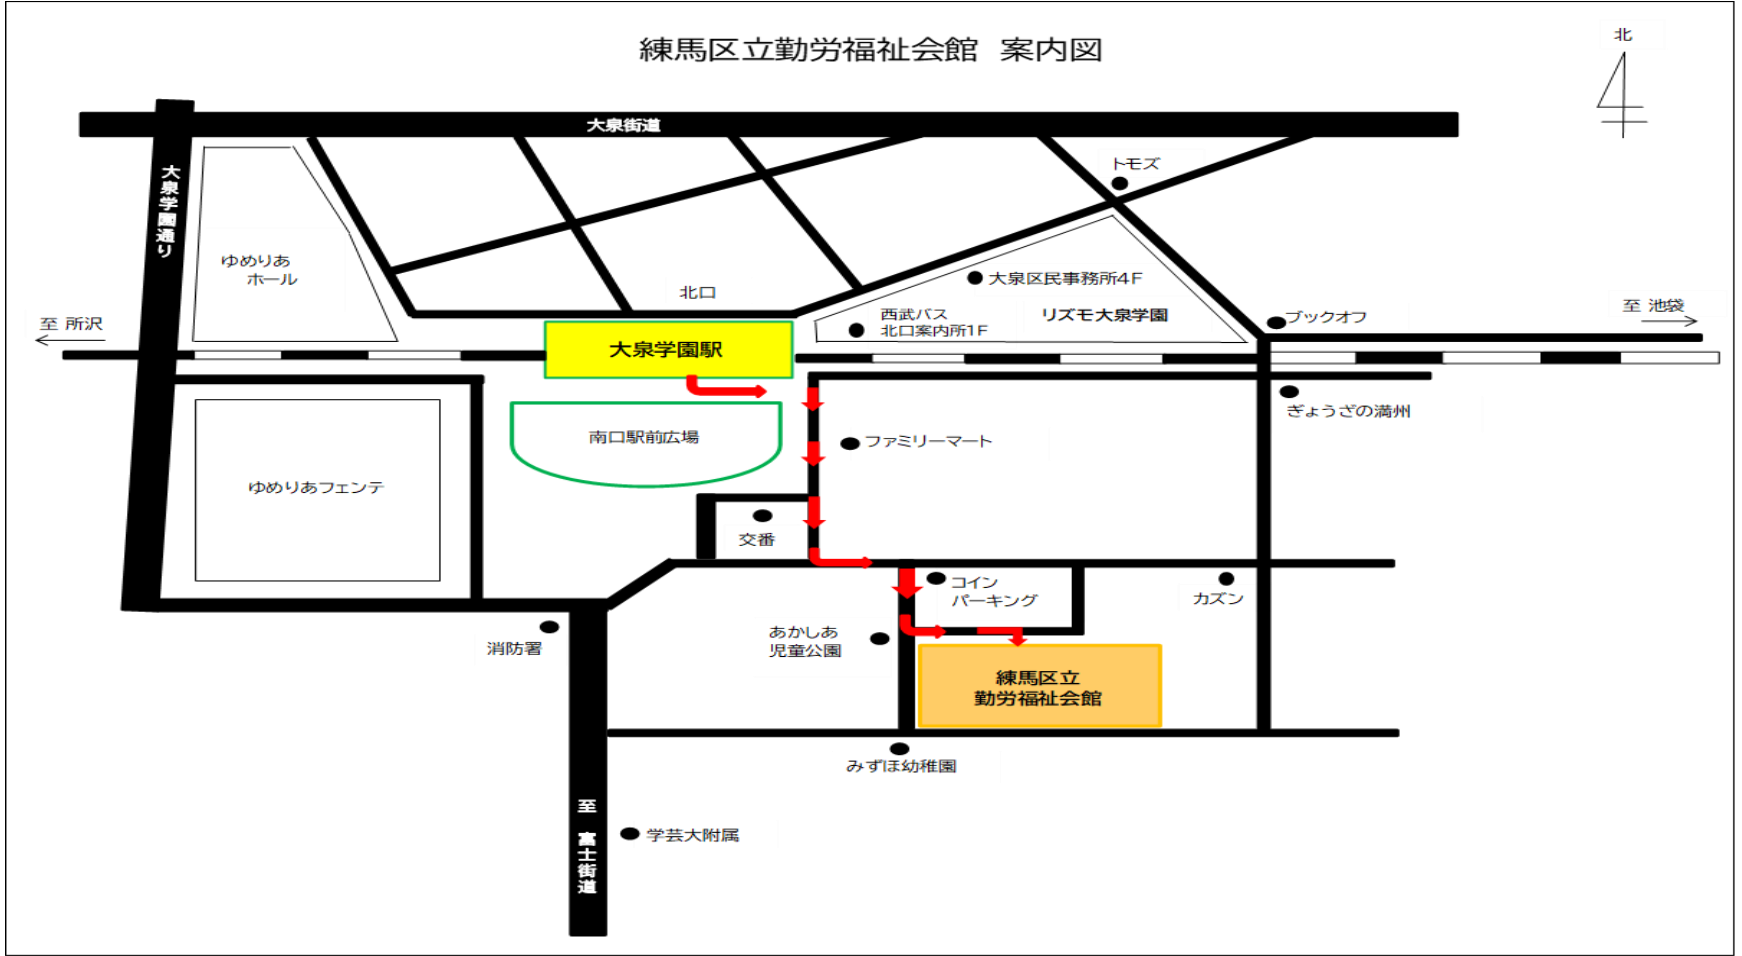 練馬区立勤労福祉会館 案内図
北
大泉街道
大泉学園通り
トモズ
ゆめりあ
ホール
大泉区民事務所4F
北口
西武バス
北口案内所1F
リズモ大泉学園
ブックオフ
至 池袋
至 所沢
大泉学園駅
ぎょうざの満州
南口駅前広場
ファミリーマート
ゆめりあフェンテ
交番
コイン
パーキング
カズン
消防署
あかしあ
児童公園
練馬区立
勤労福祉会館
みずほ幼稚園
至 富士街道
学芸大附属